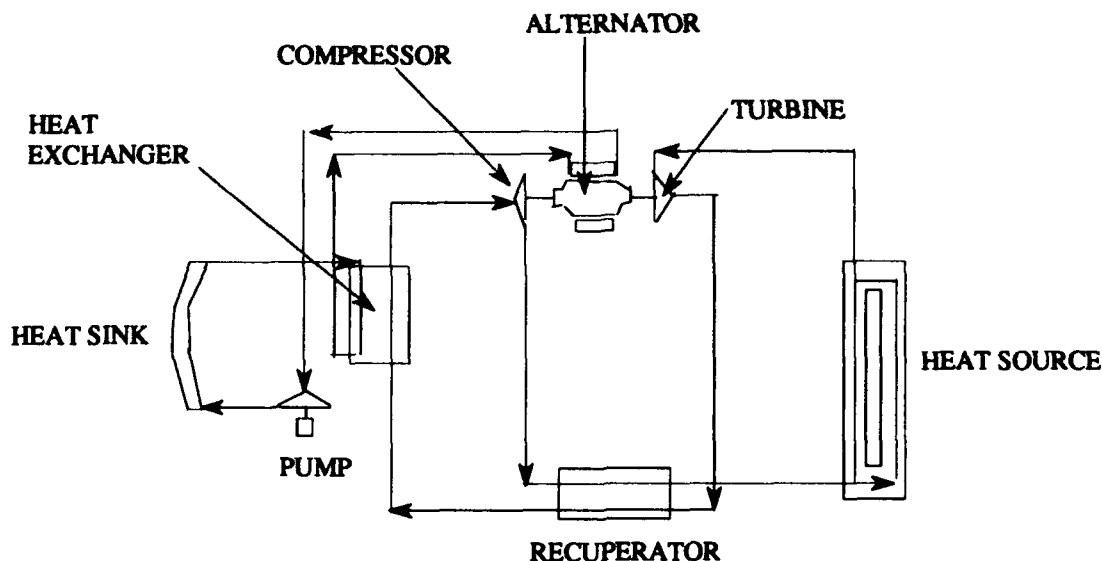 ALTERNATOR
COMPRESSOR
TURBINE
HEAT
EXCHANGER
HEAT SINK
HEAT SOURCE
PUMP
RECUPERATOR